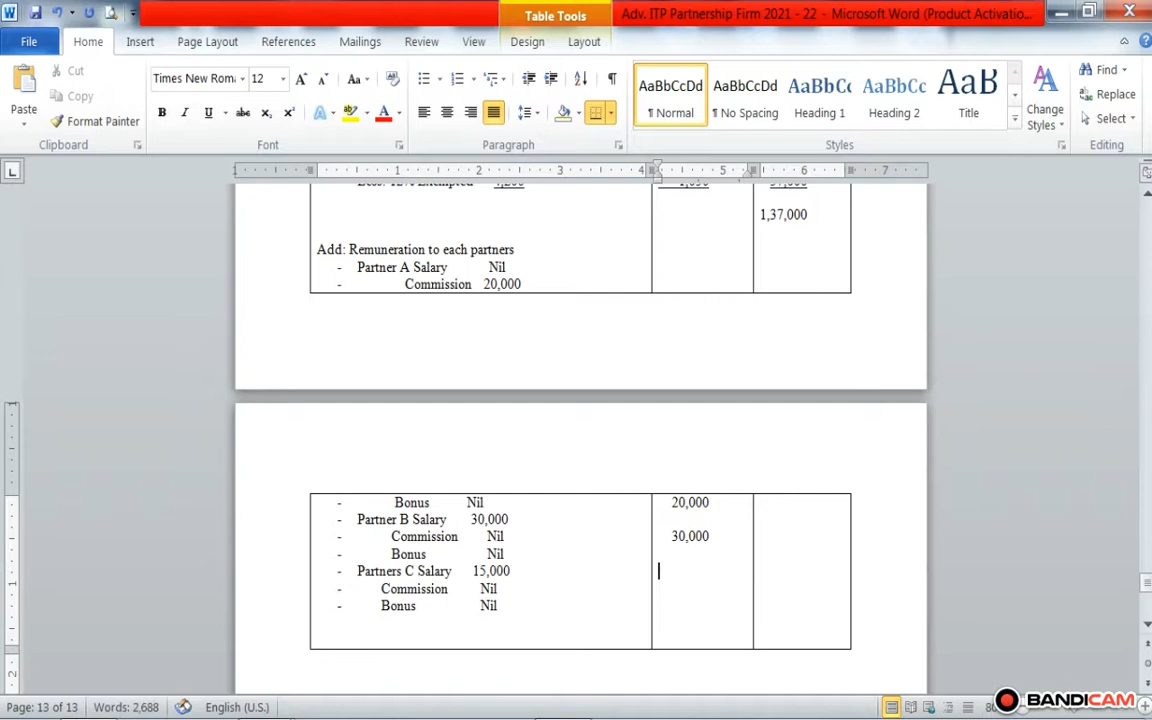 Table Tools
Adv. ITP Partnership Firm 2021 - 22 - Microsoft Word (Product Activatio...
File Home Insert Page Layout References Mailings Review View Design Layout
Cut
Copy
Format Painter
Paste
Clipboard
Times New Rom 12
Font
Paragraph
AaBbCcDd AaBbCcDd AaBbCc AaBbCcDd AaB
¶ Normal ¶ No Spacing Heading 1 Heading 2 Title
Change Styles
Styles
Find
Replace
Select
Editing
1,37,000
Add: Remuneration to each partners
- Partner A Salary Nil
- Commission 20,000
- Bonus Nil 20,000
- Partner B Salary 30,000
- Commission Nil 30,000
- Bonus Nil
- Partners C Salary 15,000
- Commission Nil
- Bonus Nil
Page: 13 of 13 Words: 2,688 English (U.S.)
BANDICAM